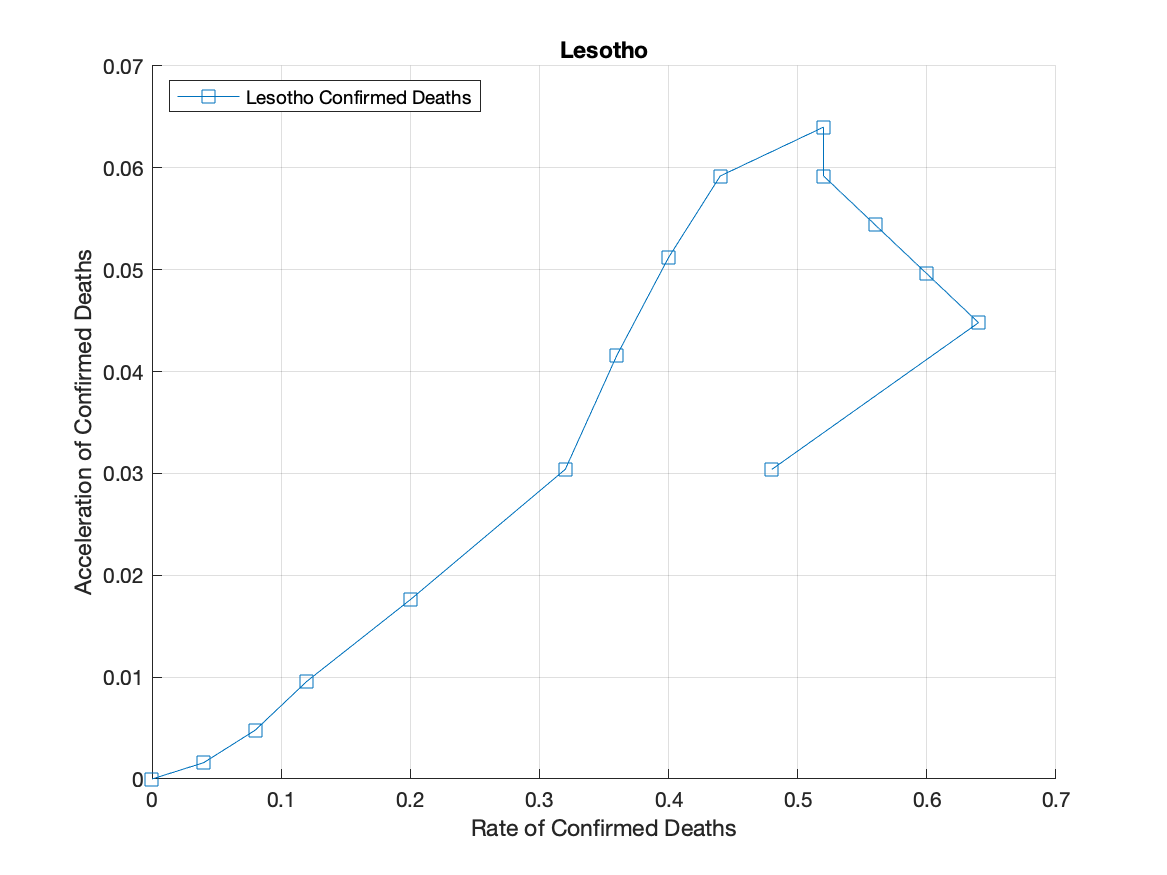 Lesotho
Lesotho Confirmed Deaths
Acceleration of Confirmed Deaths
0.07
0.06
0.05
0.04
0.03
0.02
0.01
0
0 0.1 0.2 0.3 0.4 0.5 0.6 0.7
Rate of Confirmed Deaths